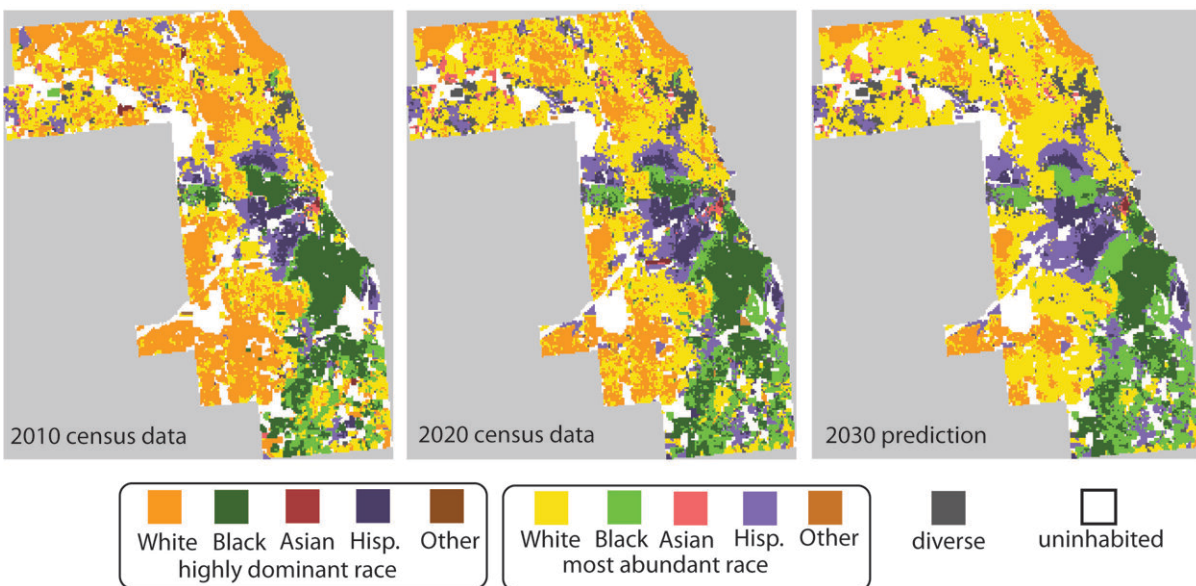 2010 census data
2020 census data
2030 prediction
White Black Asian Hisp. Other
highly dominant race
White Black Asian Hisp. Other
most abundant race
diverse
uninhabited